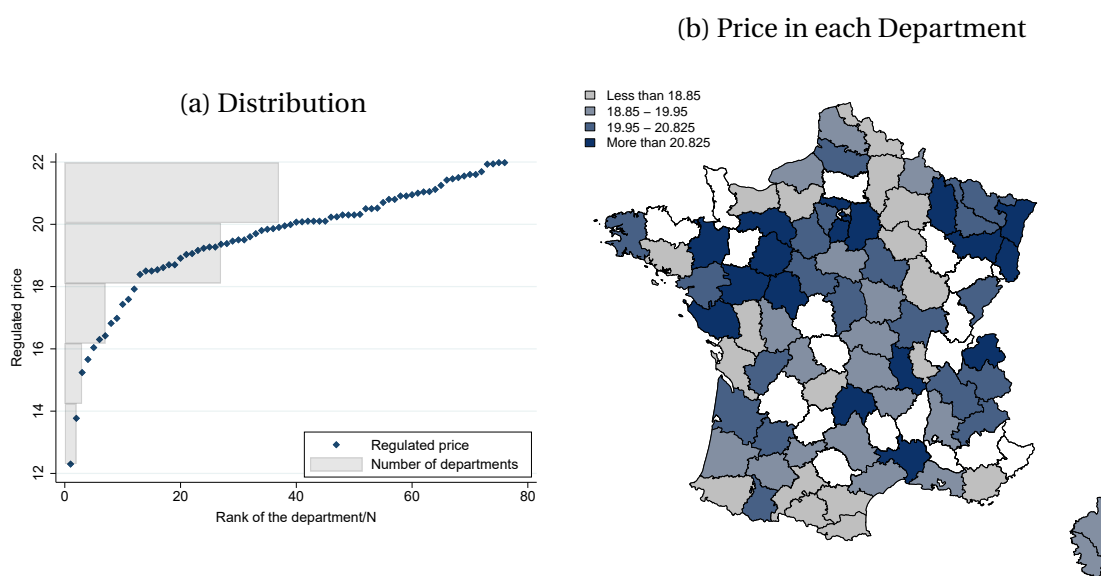 (b) Price in each Department
(a) Distribution
Less than 18.85
18.85 – 19.95
19.95 – 20.825
More than 20.825
22
20
18
16
14
12
Regulated price
Regulated price
Number of departments
0
20
40
60
80
Rank of the department/N